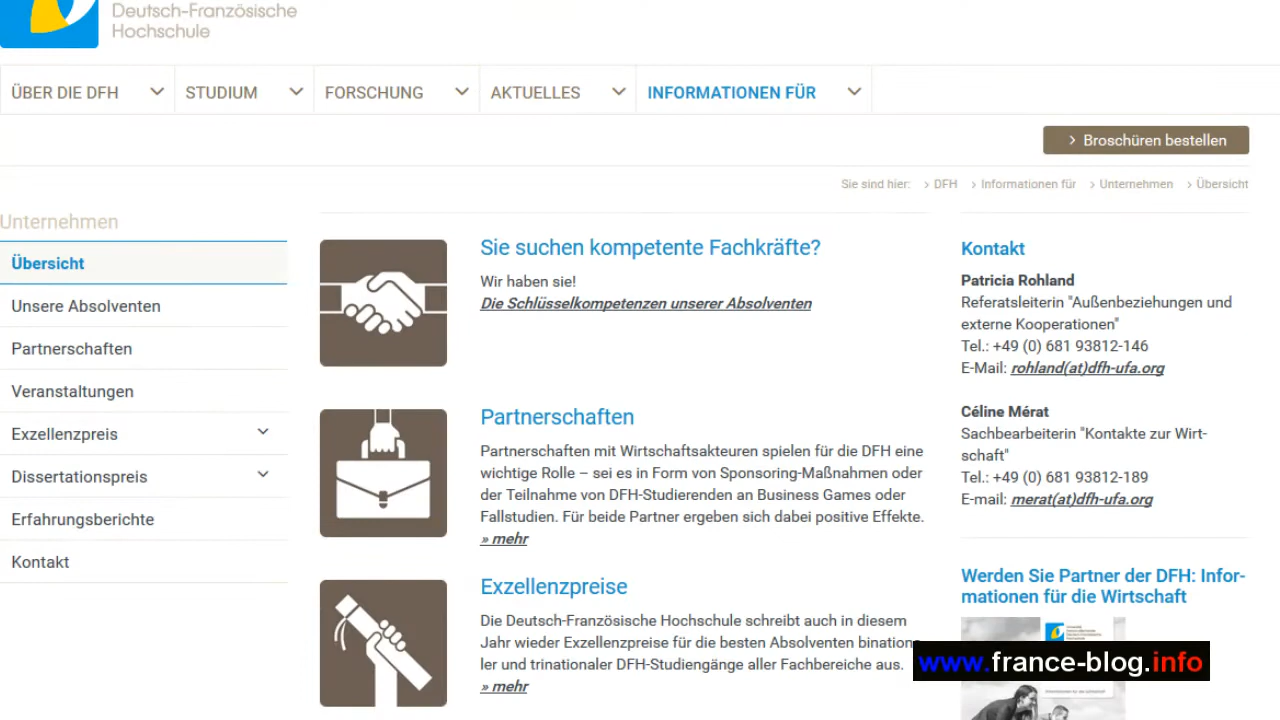 Deutsch-Französische
Hochschule
ÜBER DIE DFH
STUDIUM
FORSCHUNG
AKTUELLES
INFORMATIONEN FÜR
> Broschüren bestellen
Sie sind hier: > DFH > Informationen für > Unternehmen > Übersicht
Unternehmen
Übersicht
Unsere Absolventen
Partnerschaften
Veranstaltungen
Exzellenzpreis
Dissertationspreis
Erfahrungsberichte
Kontakt
Sie suchen kompetente Fachkräfte?
Wir haben sie!
Die Schlüsselkompetenzen unserer Absolventen
Partnerschaften
Partnerschaften mit Wirtschaftsakteuren spielen für die DFH eine
wichtige Rolle – sei es in Form von Sponsoring-Maßnahmen oder
der Teilnahme von DFH-Studierenden an Business Games oder
Fallstudien. Für beide Partner ergeben sich dabei positive Effekte.
» mehr
Exzellenzpreise
Die Deutsch-Französische Hochschule schreibt auch in diesem
Jahr wieder Exzellenzpreise für die besten Absolventen bination-
ler und trinationaler DFH-Studiengänge aller Fachbereiche aus.
» mehr
Kontakt
Patricia Rohland
Referatsleiterin "Außenbeziehungen und
externe Kooperationen"
Tel.: +49 (0) 681 93812-146
E-Mail: rohland(at)dfh-ufa.org
Céline Mérat
Sachbearbeiterin "Kontakte zur Wirt-
schaft"
Tel.: +49 (0) 681 93812-189
E-mail: merat(at)dfh-ufa.org
Werden Sie Partner der DFH: Infor-
mationen für die Wirtschaft
www.france-blog.info